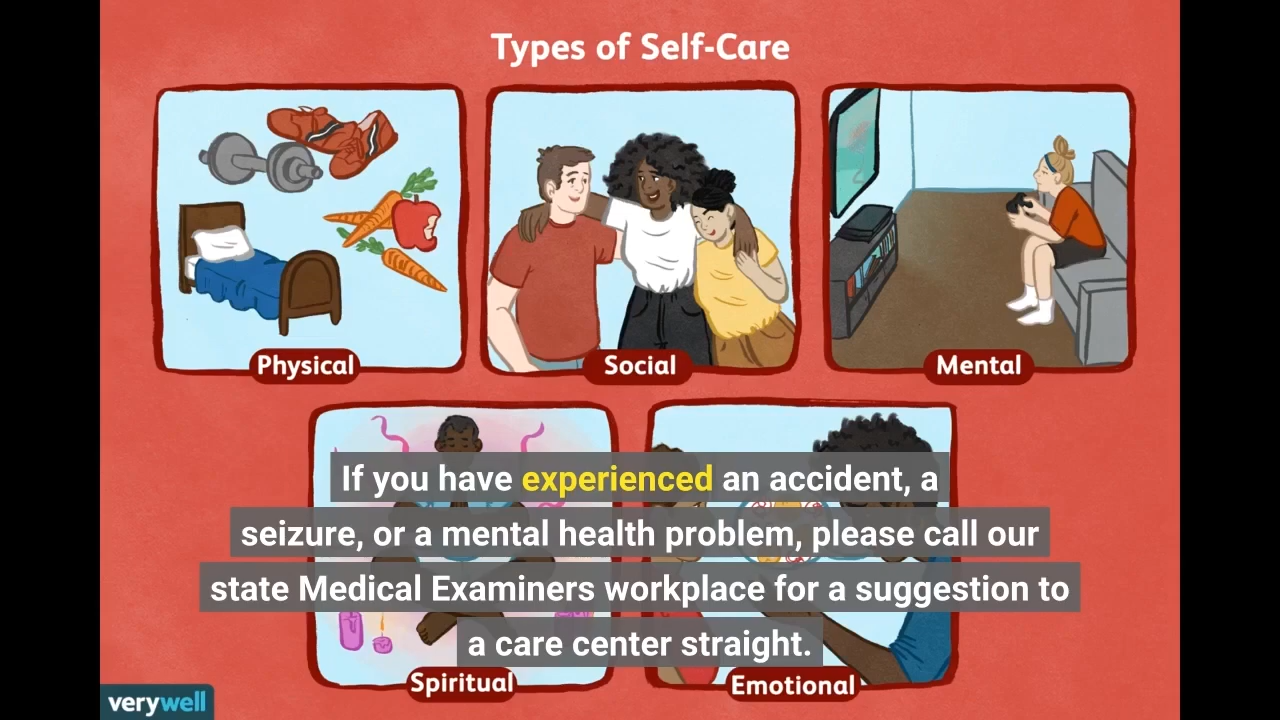 Types of Self-Care
Physical
Social
Mental
If you have experienced an accident, a
seizure, or a mental health problem, please call our
state Medical Examiners workplace for a suggestion to
a care center straight.
Spiritual
Emotional
verywell